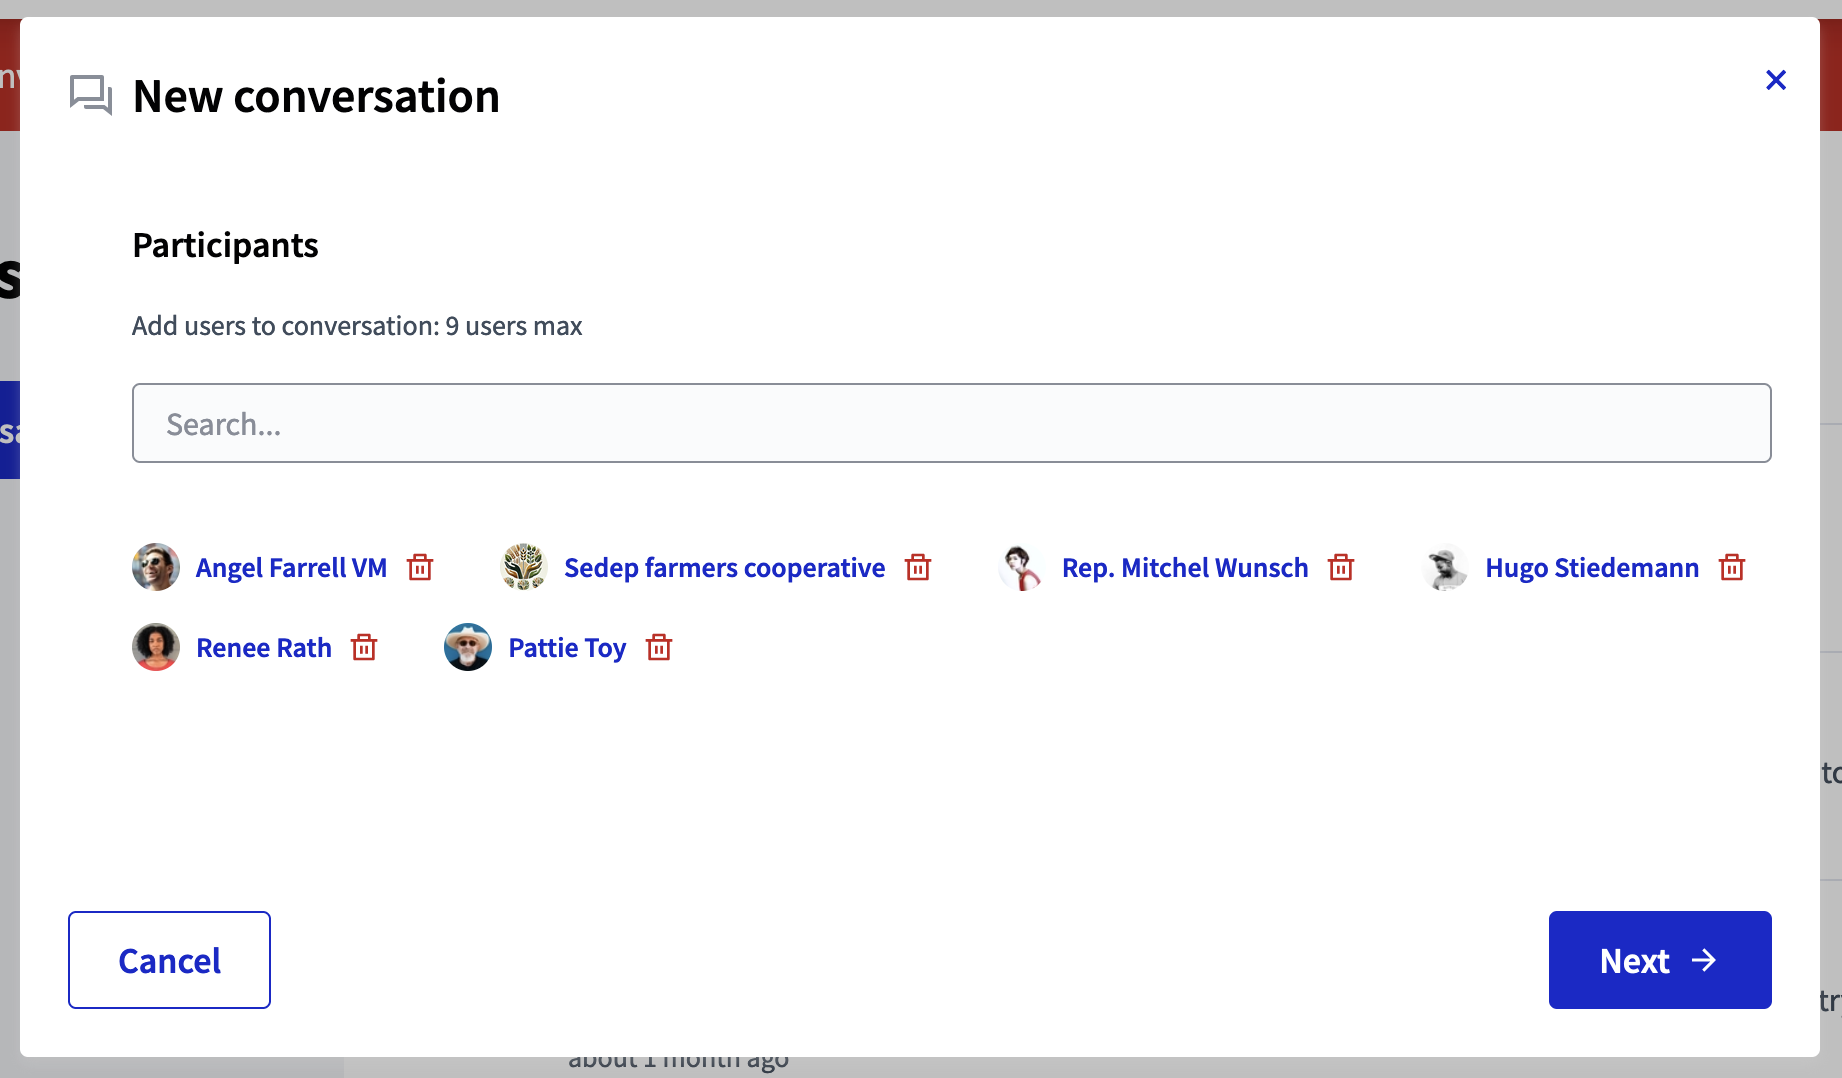 New conversation
Participants
Add users to conversation: 9 users max
Search...
Angel Farrell VM Sedep farmers cooperative Rep. Mitchel Wunsch Hugo Stiedemann
Renee Rath Pattie Toy
Cancel Next
about 1 month ago